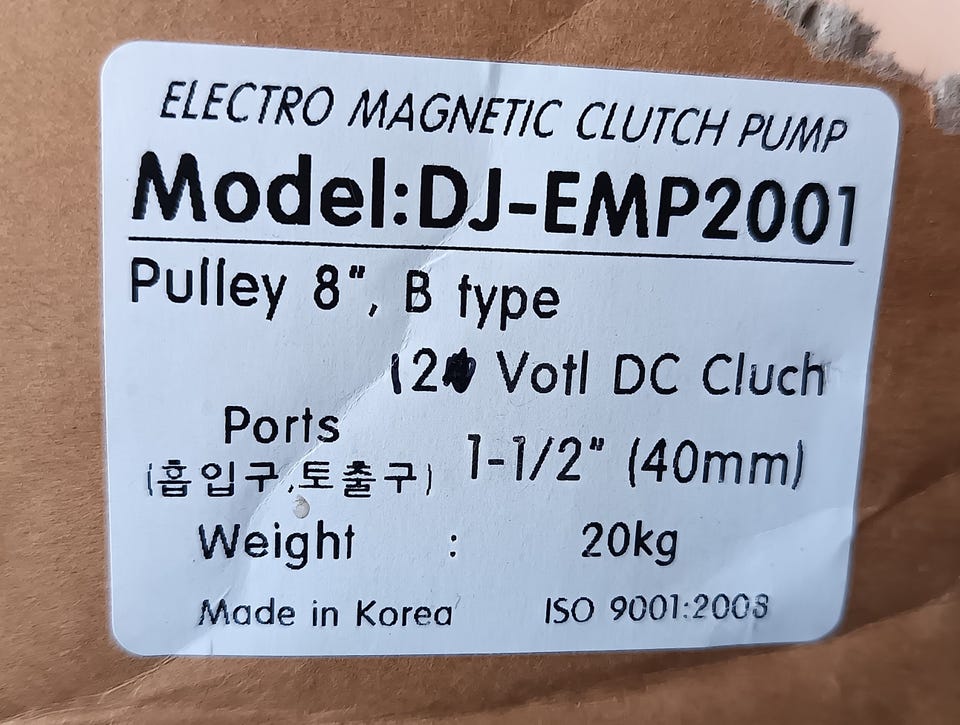 ELECTRO MAGNETIC CLUTCH PUMP
Model:DJ-EMP2001
Pulley 8", B type
12 Votl DC Cluch
Ports
(흡입구,토출구) 1-1/2" (40mm)
Weight : 20kg
Made in Korea ISO 9001:2008